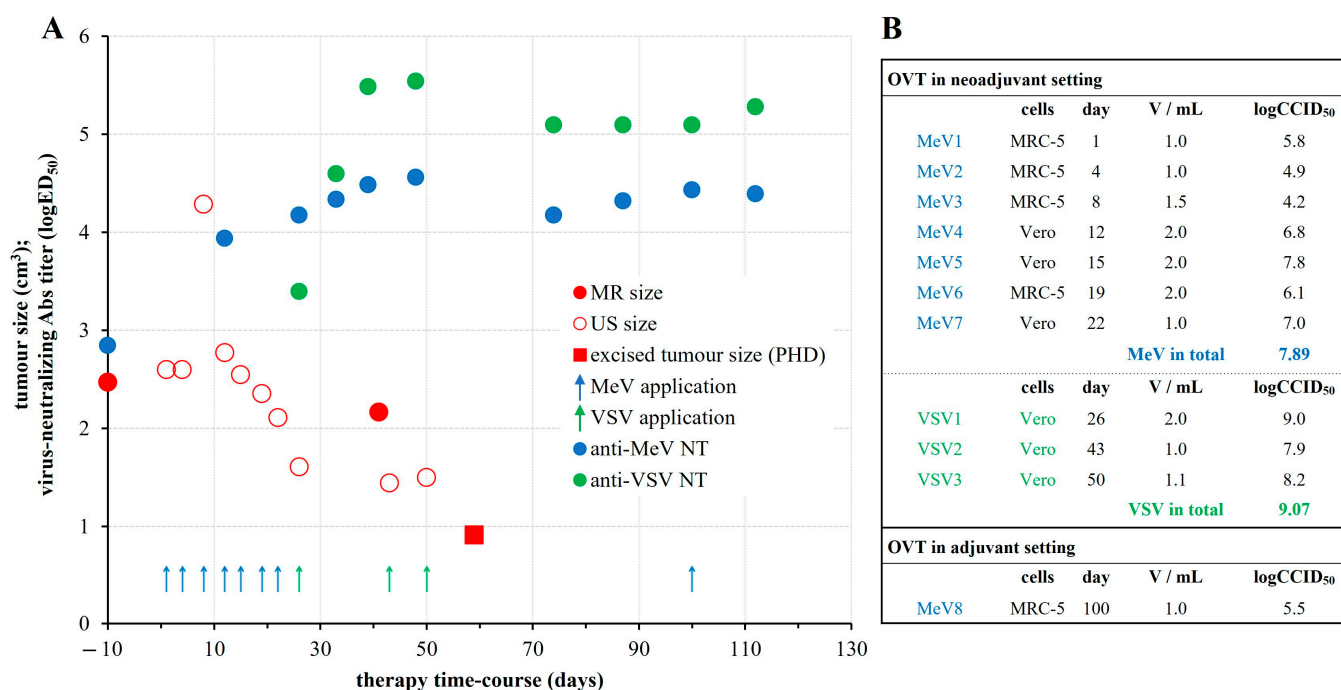 A
tumour size (cm³);
virus-neutralizing Abs titer (logED₅₀)
6
5
4
3
2
1
0
−10
10
30
50
70
90
110
130
therapy time-course (days)
MR size
US size
excised tumour size (PHD)
MeV application
VSV application
anti-MeV NT
anti-VSV NT
B
OVT in neoadjuvant setting
cells day V / mL logCCID₅₀
MeV1 MRC-5 1 1.0 5.8
MeV2 MRC-5 4 1.0 4.9
MeV3 MRC-5 8 1.5 4.2
MeV4 Vero 12 2.0 6.8
MeV5 Vero 15 2.0 7.8
MeV6 MRC-5 19 2.0 6.1
MeV7 Vero 22 1.0 7.0
MeV in total 7.89
cells day V / mL logCCID₅₀
VSV1 Vero 26 2.0 9.0
VSV2 Vero 43 1.0 7.9
VSV3 Vero 50 1.1 8.2
VSV in total 9.07
OVT in adjuvant setting
cells day V / mL logCCID₅₀
MeV8 MRC-5 100 1.0 5.5